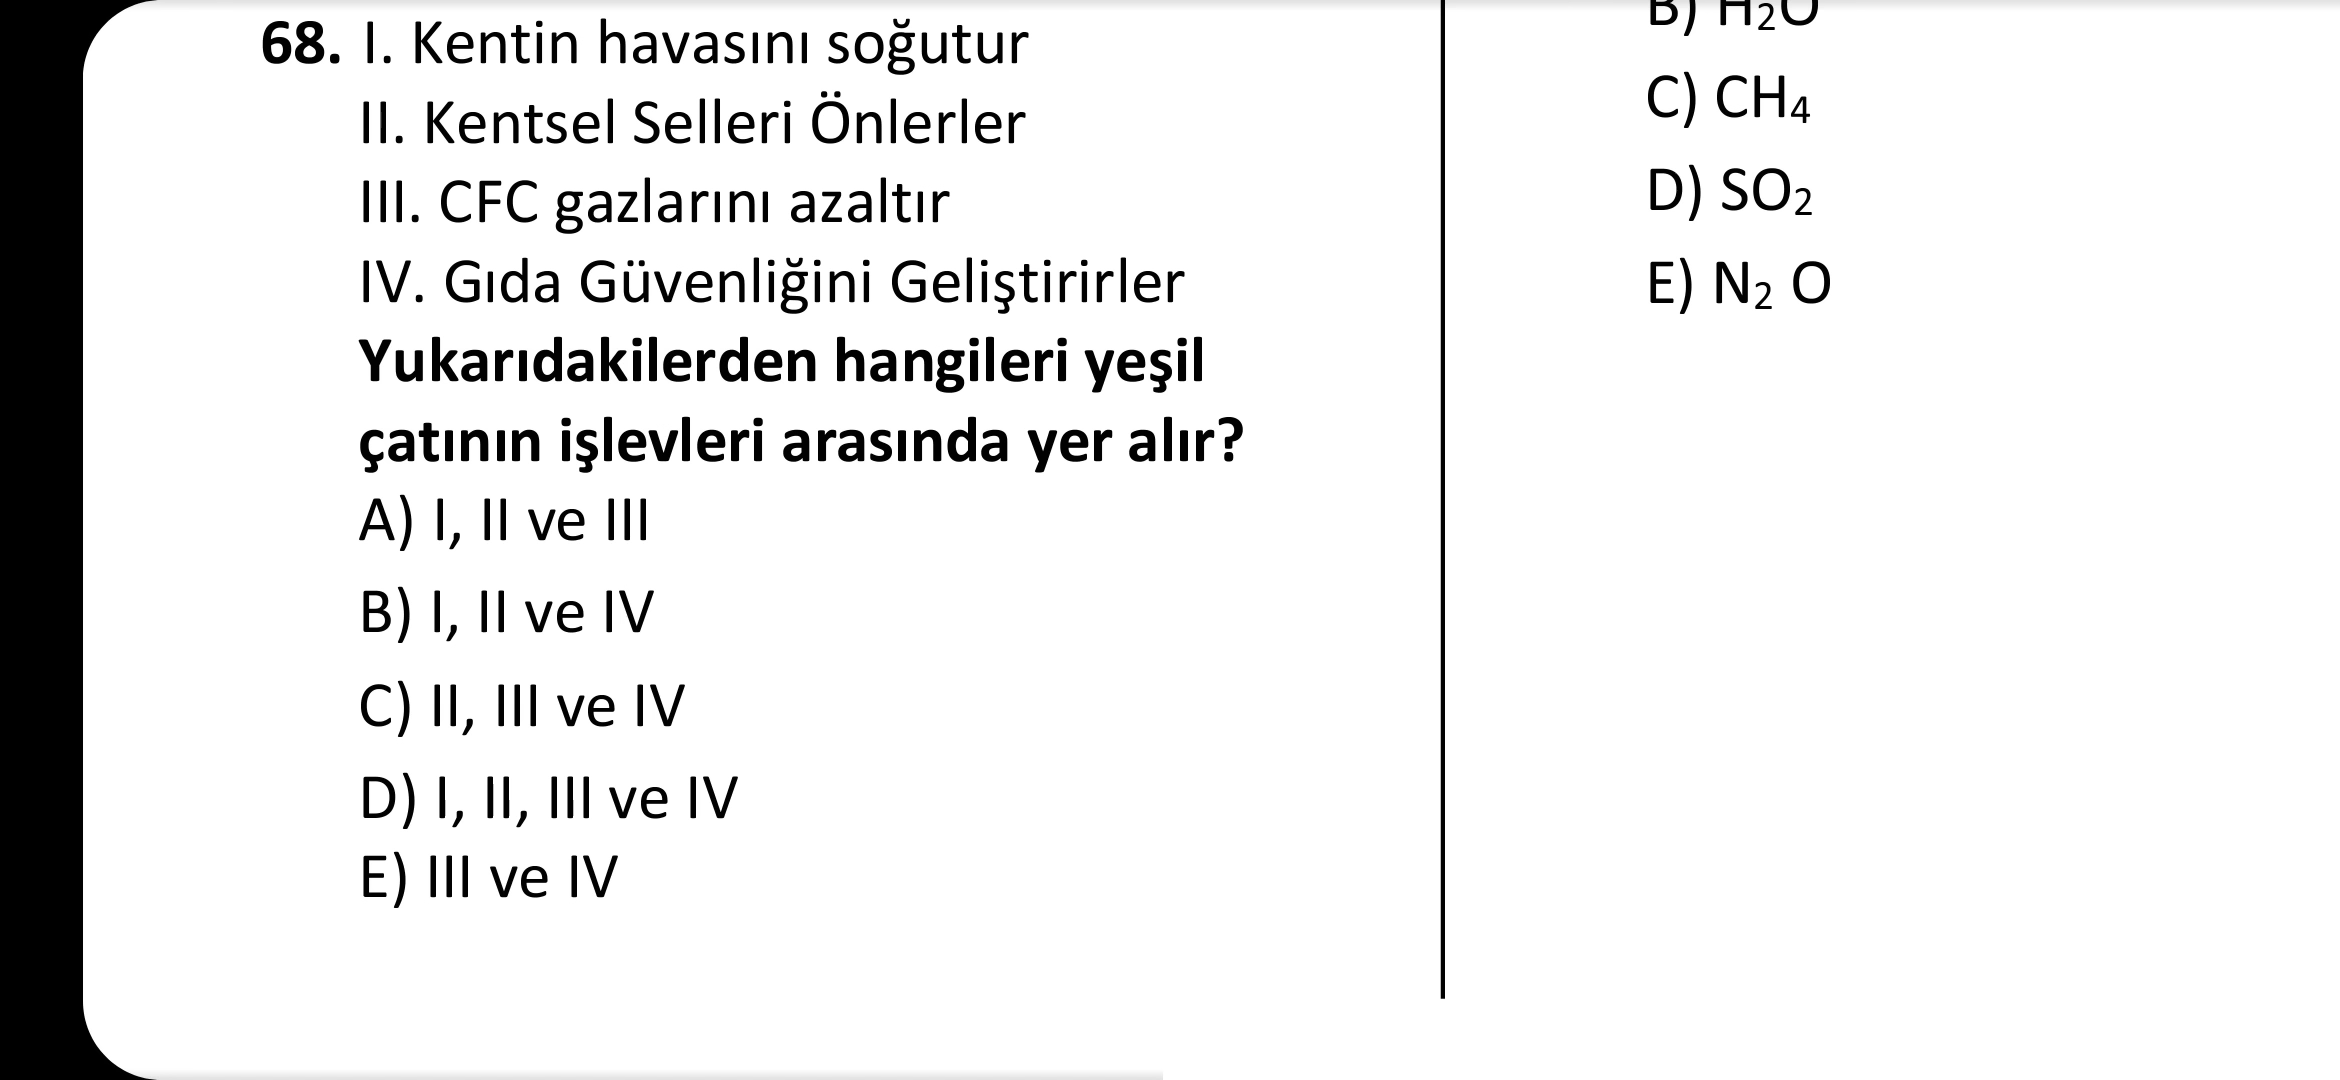 68. I. Kentin havasını soğutur
II. Kentsel Selleri Önlerler
III. CFC gazlarını azaltır
IV. Gıda Güvenliğini Geliştirirler
Yukarıdakilerden hangileri yeşil
çatının işlevleri arasında yer alır?
A) I, II ve III
B) I, II ve IV
C) II, III ve IV
D) I, II, III ve IV
E) III ve IV
B) H₂O
C) CH₄
D) SO₂
E) N₂ O